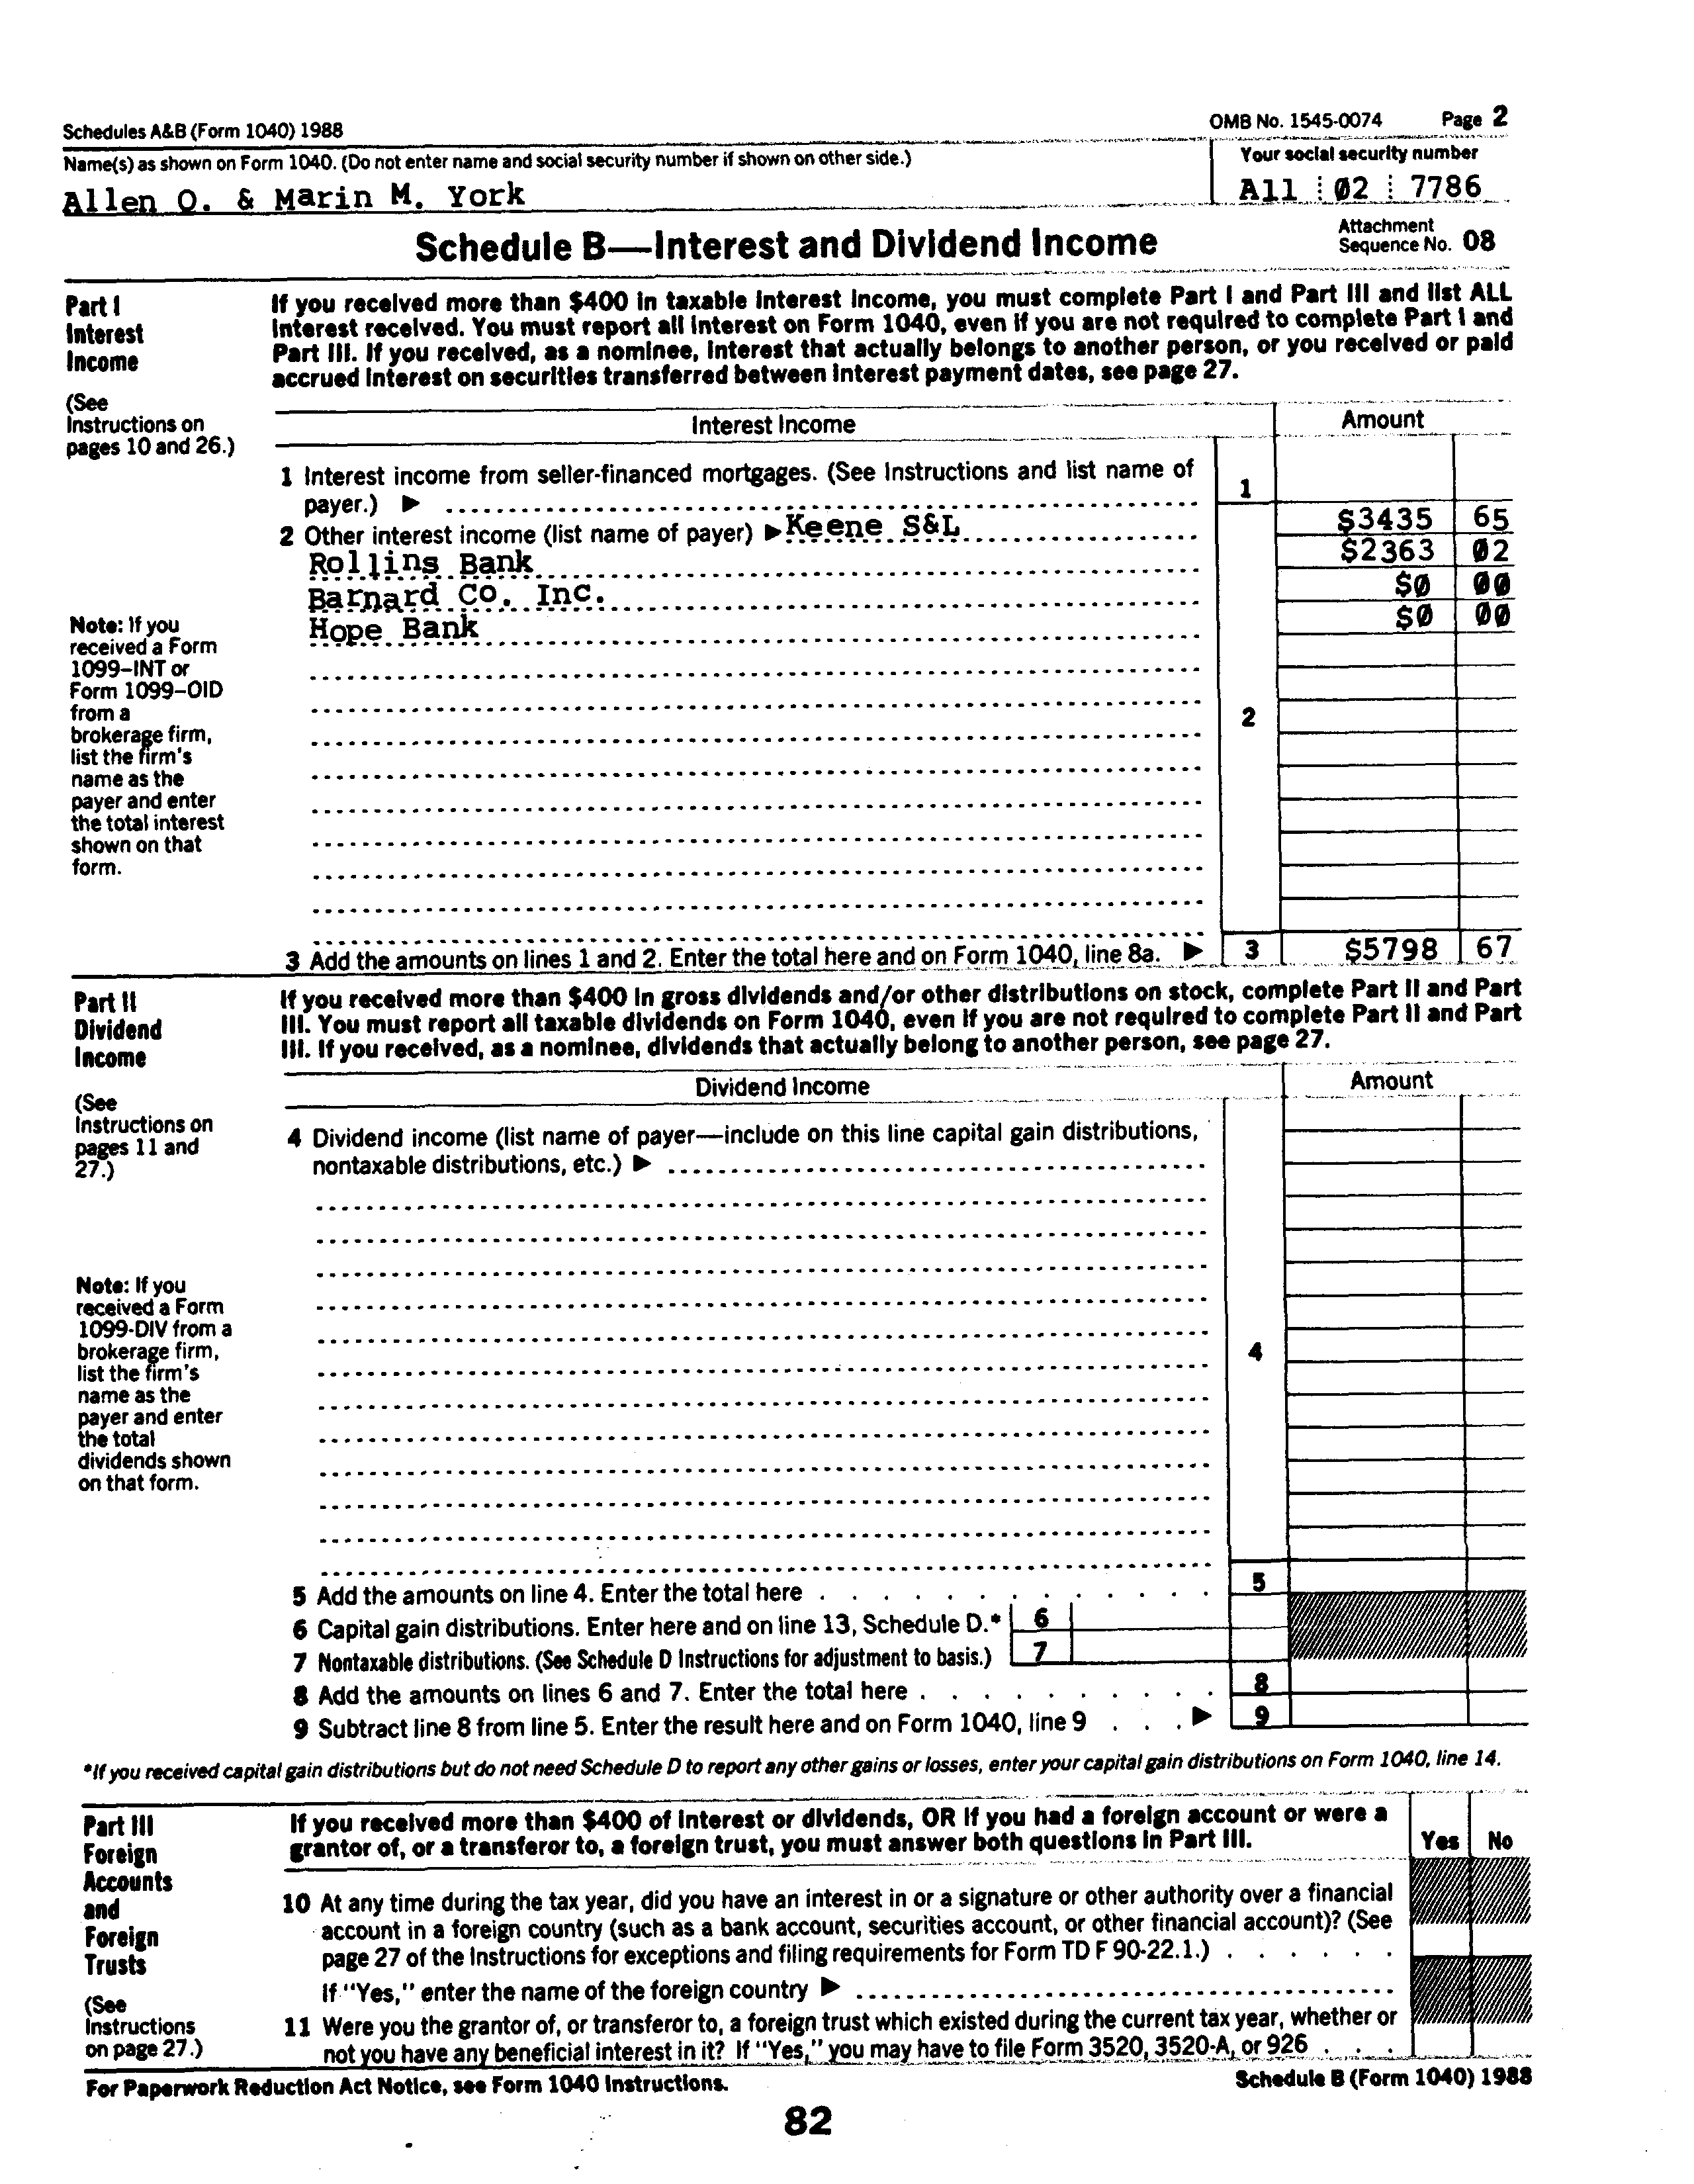 Schedules A&B (Form 1040) 1988
OMB No. 1545-0074 Page 2
Name(s) as shown on Form 1040. (Do not enter name and social security number if shown on other side.)
Your social security number
Allen O. & Marin M. York
A11 02 7786
Schedule B—Interest and Dividend Income
Attachment
Sequence No. 08
Part I
Interest
Income
If you received more than $400 in taxable interest income, you must complete Part I and Part III and list ALL
interest received. You must report all interest on Form 1040, even if you are not required to complete Part I and
Part III. If you received, as a nominee, interest that actually belongs to another person, or you received or paid
accrued interest on securities transferred between interest payment dates, see page 27.
(See
Instructions on
pages 10 and 26.)
Interest Income
Amount
1 Interest income from seller-financed mortgages. (See Instructions and list name of
payer.) ▶
1
2 Other interest income (list name of payer) ▶ Keene S&L
$3435 65
Rollins Bank
$2363 02
Barnard Co. Inc.
$0 00
Hope Bank
$0 00
Note: If you
received a Form
1099–INT or
Form 1099–OID
from a
brokerage firm,
list the firm's
name as the
payer and enter
the total interest
shown on that
form.
2
3 Add the amounts on lines 1 and 2. Enter the total here and on Form 1040, line 8a. ▶ 3 $5798 67
Part II
Dividend
Income
If you received more than $400 in gross dividends and/or other distributions on stock, complete Part II and Part
III. You must report all taxable dividends on Form 1040, even if you are not required to complete Part II and Part
III. If you received, as a nominee, dividends that actually belong to another person, see page 27.
(See
Instructions on
pages 11 and
27.)
Dividend Income
Amount
4 Dividend income (list name of payer—include on this line capital gain distributions,
nontaxable distributions, etc.) ▶
Note: If you
received a Form
1099-DIV from a
brokerage firm,
list the firm's
name as the
payer and enter
the total
dividends shown
on that form.
4
5 Add the amounts on line 4. Enter the total here . . . . . . . . . . . . 5
6 Capital gain distributions. Enter here and on line 13, Schedule D.* 6
7 Nontaxable distributions. (See Schedule D Instructions for adjustment to basis.) 7
8 Add the amounts on lines 6 and 7. Enter the total here . . . . . . . . . . 8
9 Subtract line 8 from line 5. Enter the result here and on Form 1040, line 9 . . . ▶ 9
*If you received capital gain distributions but do not need Schedule D to report any other gains or losses, enter your capital gain distributions on Form 1040, line 14.
Part III
Foreign
Accounts
and
Foreign
Trusts
(See
Instructions
on page 27.)
If you received more than $400 of interest or dividends, OR if you had a foreign account or were a
grantor of, or a transferor to, a foreign trust, you must answer both questions in Part III.
Yes No
10 At any time during the tax year, did you have an interest in or a signature or other authority over a financial
account in a foreign country (such as a bank account, securities account, or other financial account)? (See
page 27 of the Instructions for exceptions and filing requirements for Form TD F 90-22.1.) . . . . . .
If "Yes," enter the name of the foreign country ▶
11 Were you the grantor of, or transferor to, a foreign trust which existed during the current tax year, whether or
not you have any beneficial interest in it? If "Yes," you may have to file Form 3520, 3520-A, or 926 . . .
For Paperwork Reduction Act Notice, see Form 1040 Instructions.
Schedule B (Form 1040) 1988
82